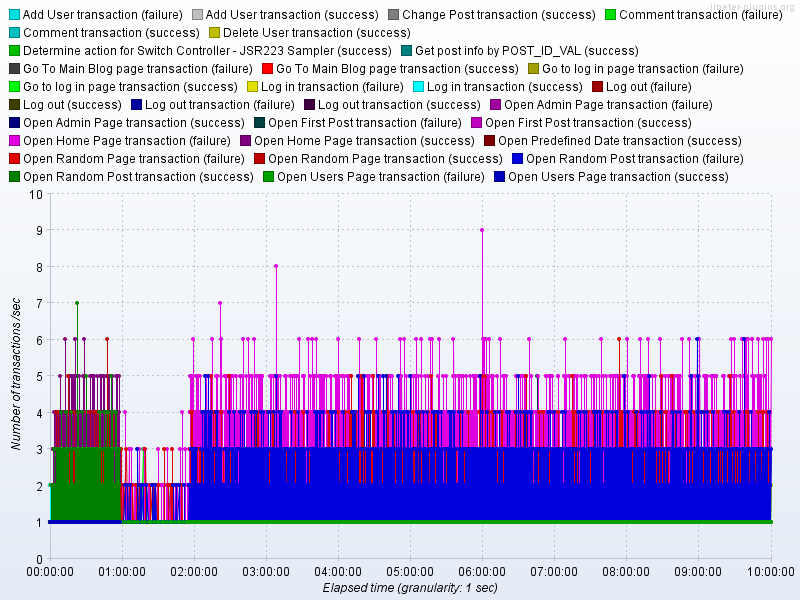 jmeter-plugins.org
Add User transaction (failure) Add User transaction (success) Change Post transaction (success) Comment transaction (failure)
Comment transaction (success) Delete User transaction (success)
Determine action for Switch Controller - JSR223 Sampler (success) Get post info by POST_ID_VAL (success)
Go To Main Blog page transaction (failure) Go To Main Blog page transaction (success) Go to log in page transaction (failure)
Go to log in page transaction (success) Log in transaction (failure) Log in transaction (success) Log out (failure)
Log out (success) Log out transaction (failure) Log out transaction (success) Open Admin Page transaction (failure)
Open Admin Page transaction (success) Open First Post transaction (failure) Open First Post transaction (success)
Open Home Page transaction (failure) Open Home Page transaction (success) Open Predefined Date transaction (success)
Open Random Page transaction (failure) Open Random Page transaction (success) Open Random Post transaction (failure)
Open Random Post transaction (success) Open Users Page transaction (failure) Open Users Page transaction (success)
10
9
8
7
6
5
4
3
2
1
0
Number of transactions /sec
00:00:00 01:00:00 02:00:00 03:00:00 04:00:00 05:00:00 06:00:00 07:00:00 08:00:00 09:00:00 10:00:00
Elapsed time (granularity: 1 sec)